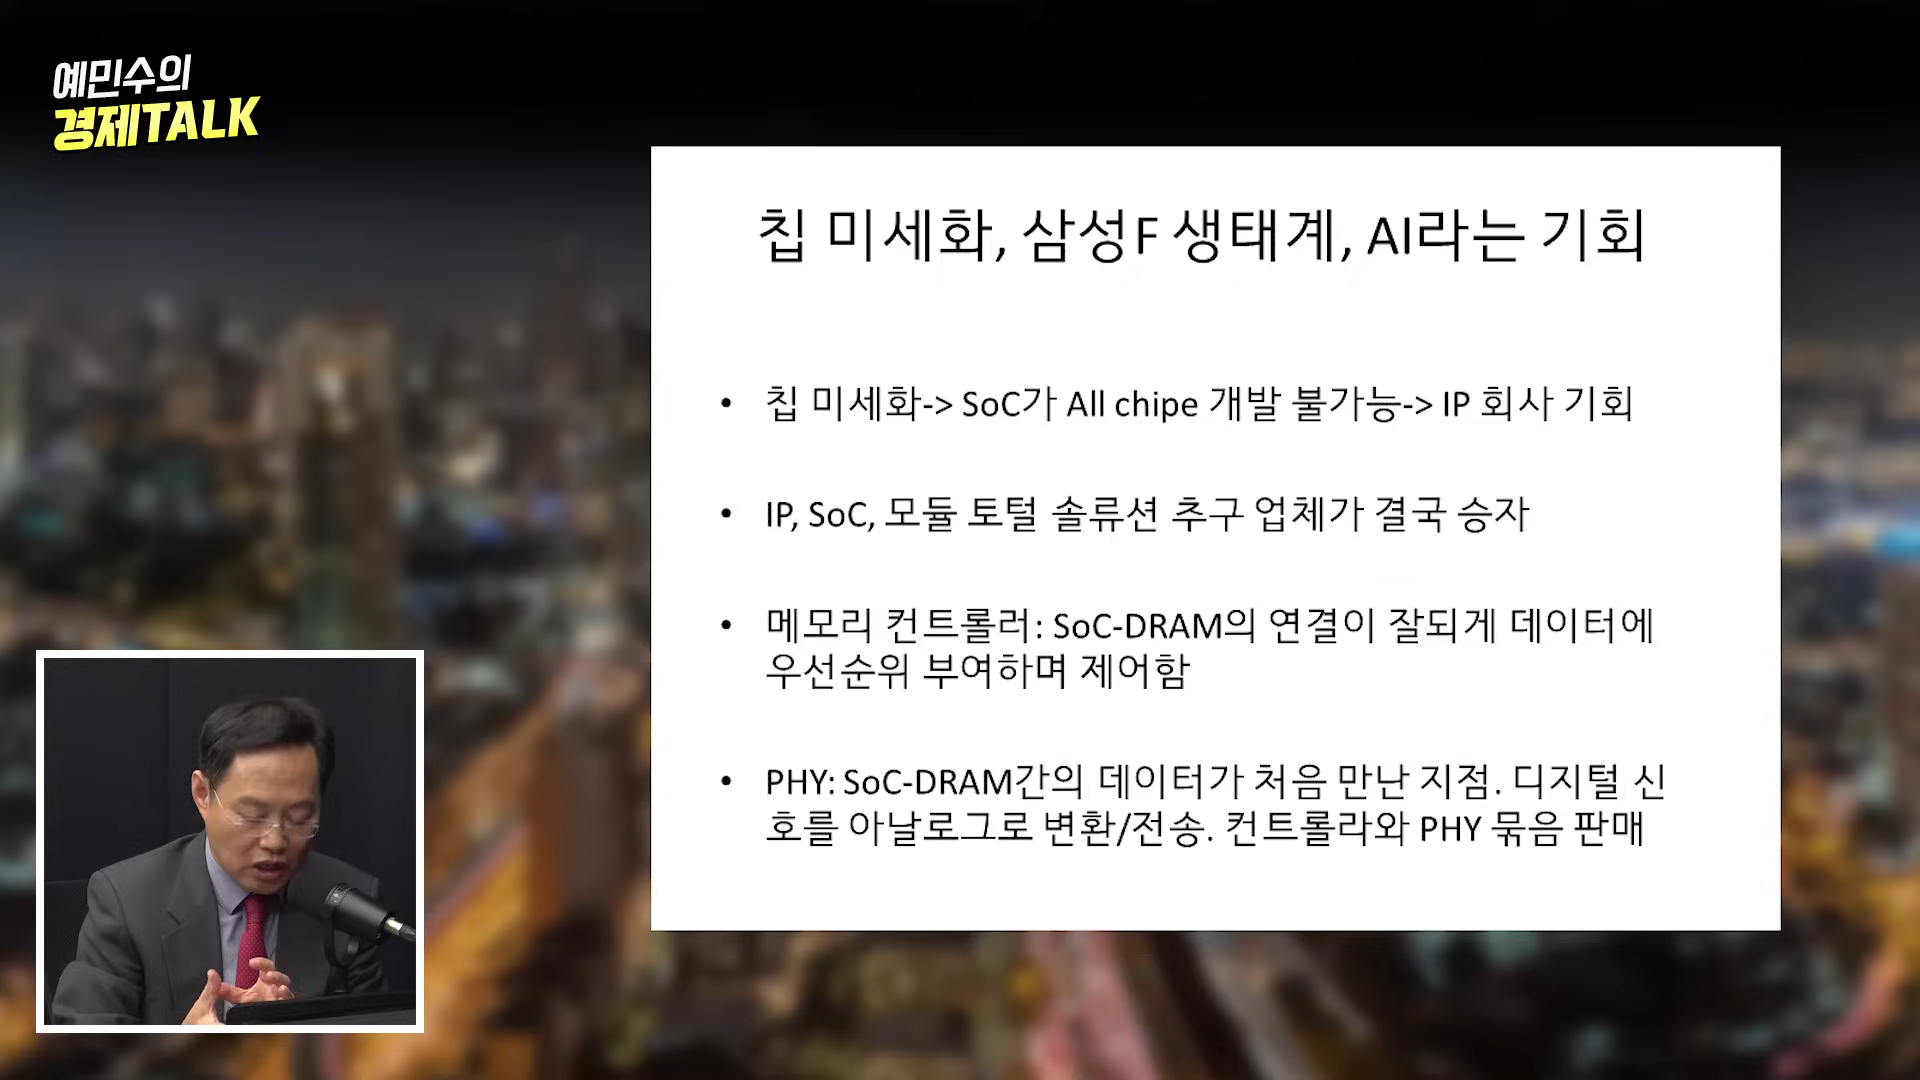 예민수의
경제TALK
칩 미세화, 삼성F 생태계, AI라는 기회
• 칩 미세화-> SoC가 All chipe 개발 불가능-> IP 회사 기회
• IP, SoC, 모듈 토털 솔류션 추구 업체가 결국 승자
• 메모리 컨트롤러: SoC-DRAM의 연결이 잘되게 데이터에
우선순위 부여하며 제어함
• PHY: SoC-DRAM간의 데이터가 처음 만난 지점. 디지털 신
호를 아날로그로 변환/전송. 컨트롤라와 PHY 묶음 판매